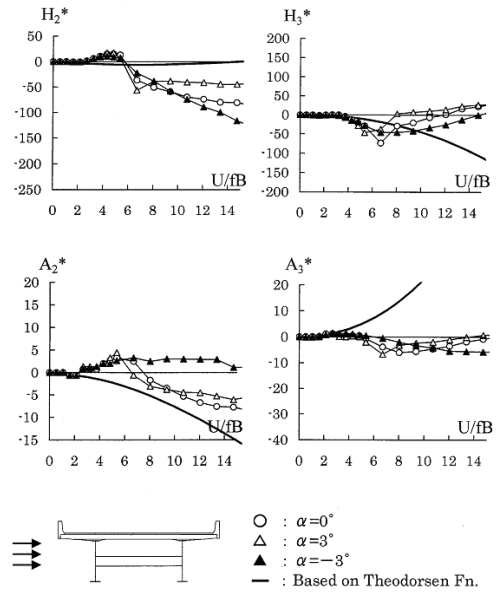 H₂*
100
50
0
-50
-100
-150
-200
-250
U/fB
0 2 4 6 8 10 12 14
H₃*
200
150
100
50
0
-50
-100
-150
-200
U/fB
0 2 4 6 8 10 12 14
A₂*
20
15
10
5
0
-5
-10
-15
U/fB
0 2 4 6 8 10 12 14
A₃*
20
10
0
-10
-20
-30
-40
U/fB
0 2 4 6 8 10 12 14
○ : α=0°
△ : α=3°
▲ : α=−3°
— : Based on Theodorsen Fn.